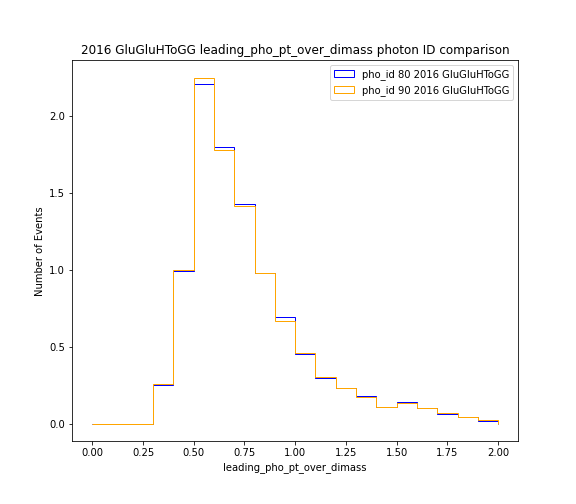 2016 GluGluHToGG leading_pho_pt_over_dimass photon ID comparison
pho_id 80 2016 GluGluHToGG
pho_id 90 2016 GluGluHToGG
Number of Events
2.0
1.5
1.0
0.5
0.0
0.00 0.25 0.50 0.75 1.00 1.25 1.50 1.75 2.00
leading_pho_pt_over_dimass